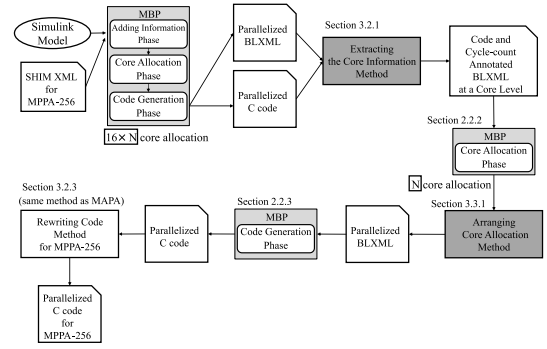 Simulink
Model
SHIM XML
for
MPPA-256
MBP
Adding Information
Phase
Core Allocation
Phase
Code Generation
Phase
16× N core allocation
Parallelized
BLXML
Parallelized
C code
Section 3.2.1
Extracting
the Core Information
Method
Code and
Cycle-count
Annotated
BLXML
at a Core Level
Section 2.2.2
MBP
Core Allocation
Phase
N core allocation
Section 3.3.1
Arranging
Core Allocation
Method
Parallelized
BLXML
Section 2.2.3
MBP
Code Generation
Phase
Parallelized
C code
Section 3.2.3
(same method as MAPA)
Rewriting Code
Method
for MPPA-256
Parallelized
C code
for
MPPA-256